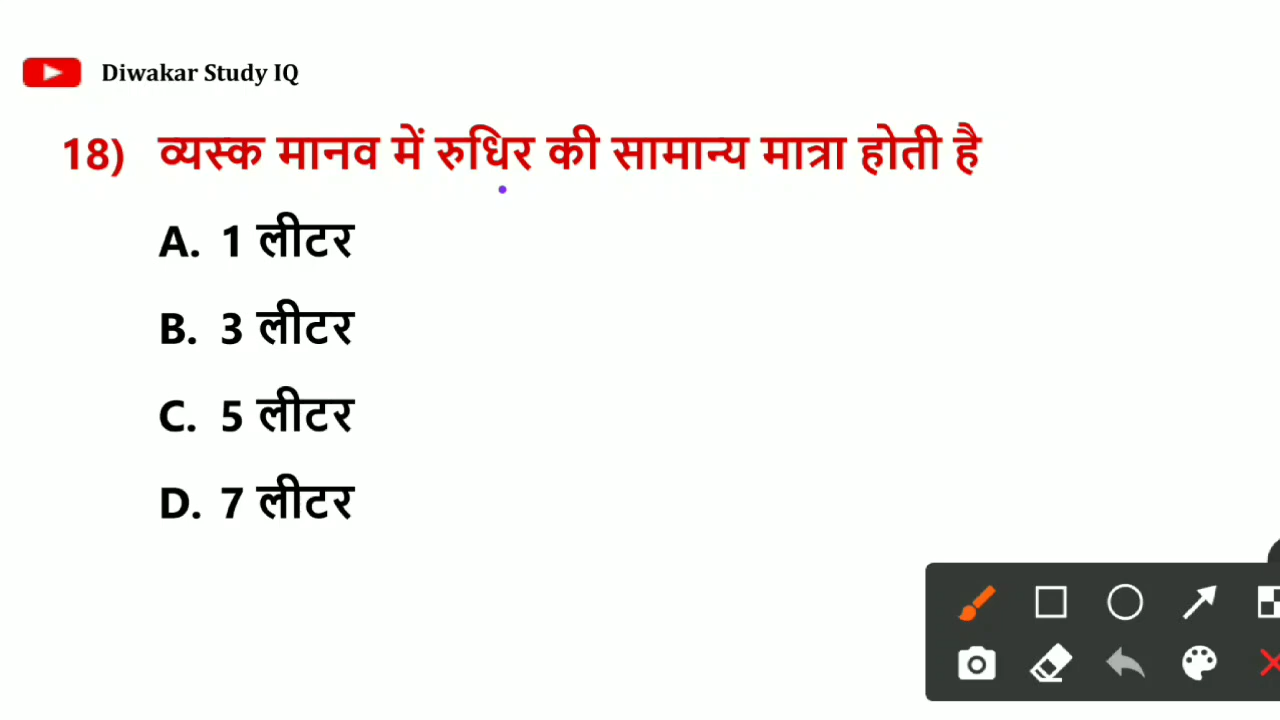 Diwakar Study IQ
18) व्यस्क मानव में रुधिर की सामान्य मात्रा होती है
A. 1 लीटर
B. 3 लीटर
C. 5 लीटर
D. 7 लीटर